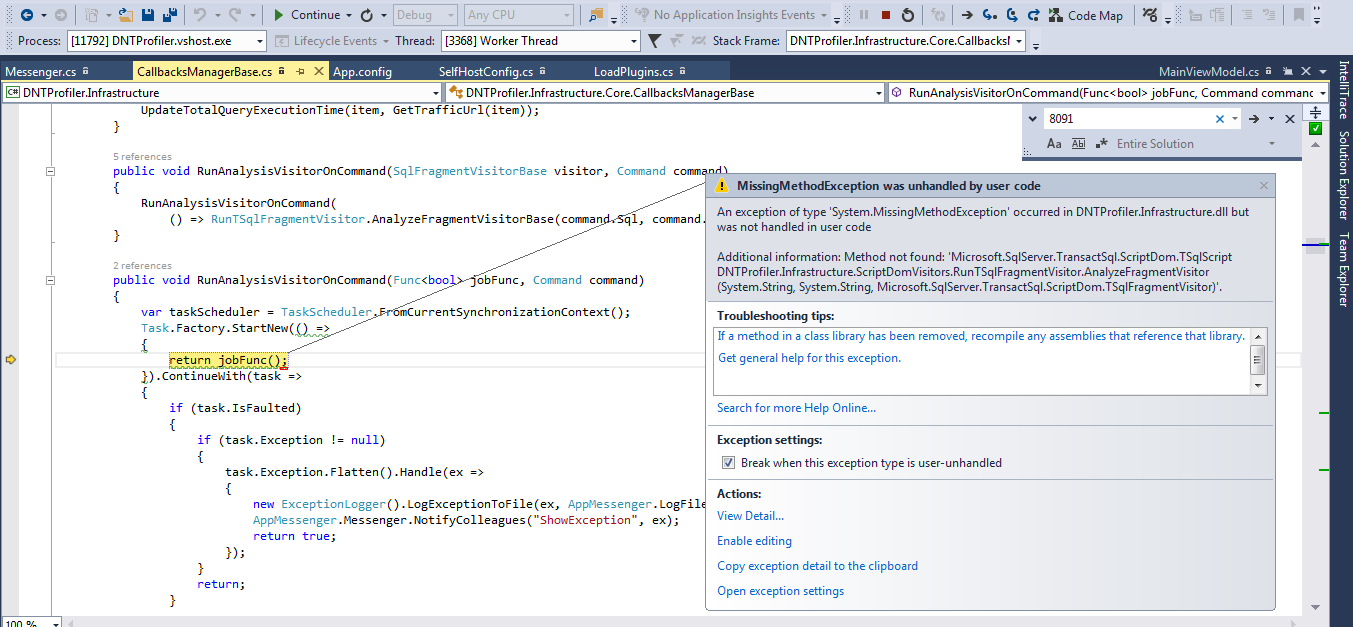 Continue Debug Any CPU No Application Insights Events Code Map
Process: [11792] DNTProfiler.vshost.exe Lifecycle Events Thread: [3368] Worker Thread Stack Frame: DNTProfiler.Infrastructure.Core.Callbacks
Messenger.cs CallbacksManagerBase.cs App.config SelfHostConfig.cs LoadPlugins.cs MainViewModel.cs
C# DNTProfiler.Infrastructure DNTProfiler.Infrastructure.Core.CallbacksManagerBase RunAnalysisVisitorOnCommand(Func<bool> jobFunc, Command command
IntelliTrace
Solution Explorer
Team Explorer
8091
Aa Ab Entire Solution
UpdateTotalQueryExecutionTime(item, GetTrafficUrl(item));
}
5 references
public void RunAnalysisVisitorOnCommand(SqlFragmentVisitorBase visitor, Command command)
{
RunAnalysisVisitorOnCommand(
() => RunTSqlFragmentVisitor.AnalyzeFragmentVisitorBase(command.Sql, command.
}
2 references
public void RunAnalysisVisitorOnCommand(Func<bool> jobFunc, Command command)
{
var taskScheduler = TaskScheduler.FromCurrentSynchronizationContext();
Task.Factory.StartNew(() =>
{
return jobFunc();
}).ContinueWith(task =>
{
if (task.IsFaulted)
{
if (task.Exception != null)
{
task.Exception.Flatten().Handle(ex =>
{
new ExceptionLogger().LogExceptionToFile(ex, AppMessenger.LogFile
AppMessenger.Messenger.NotifyColleagues("ShowException", ex);
return true;
});
}
return;
}
MissingMethodException was unhandled by user code
An exception of type 'System.MissingMethodException' occurred in DNTProfiler.Infrastructure.dll but
was not handled in user code
Additional information: Method not found: 'Microsoft.SqlServer.TransactSql.ScriptDom.TSqlScript
DNTProfiler.Infrastructure.ScriptDomVisitors.RunTSqlFragmentVisitor.AnalyzeFragmentVisitor
(System.String, System.String, Microsoft.SqlServer.TransactSql.ScriptDom.TSqlFragmentVisitor)'.
Troubleshooting tips:
If a method in a class library has been removed, recompile any assemblies that reference that library.
Get general help for this exception.
Search for more Help Online...
Exception settings:
Break when this exception type is user-unhandled
Actions:
View Detail...
Enable editing
Copy exception detail to the clipboard
Open exception settings
100 %